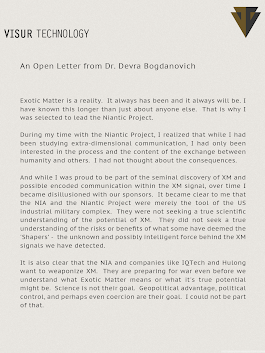 VISUR TECHNOLOGY
An Open Letter from Dr. Devra Bogdanovich
Exotic Matter is a reality. It always has been and it always will be. I
have known this longer than just about anyone else. That is why I
was selected to lead the Niantic Project.
During my time with the Niantic Project, I realized that while I had
been studying extra-dimensional communication, I had only been
interested in the process and the content of the exchange between
humanity and others. I had not thought about the consequences.
And while I was proud to be part of the seminal discovery of XM and
possible encoded communication within the XM signal, over time I
became disillusioned with our sponsors. It became clear to me that
the NIA and the Niantic Project were merely the tool of the US
industrial military complex. They were not seeking a true scientific
understanding of the potential of XM. They did not seek a true
understanding of the risks or benefits of what some have deemed the
'Shapers' - the unknown and possibly intelligent force behind the XM
signals we have detected.
It is also clear that the NIA and companies like IQTech and Hulong
want to weaponize XM. They are preparing for war even before we
understand what Exotic Matter means or what it's true potential
might be. Science is not their goal. Geopolitical advantage, political
control, and perhaps even coercion are their goal. I could not be part
of that.